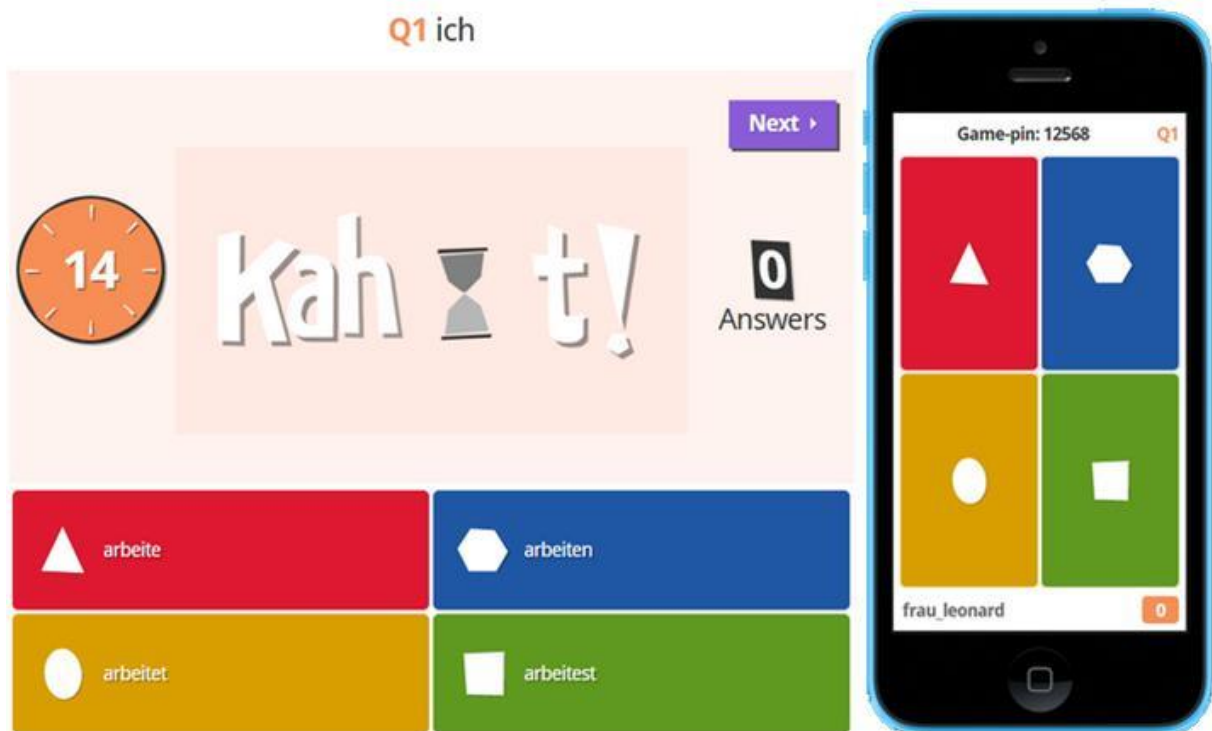 Q1 ich
Next
14
Kah t!
0
Answers
arbeite
arbeiten
arbeitet
arbeitest
Game-pin: 12568 Q1
frau_leonard 0